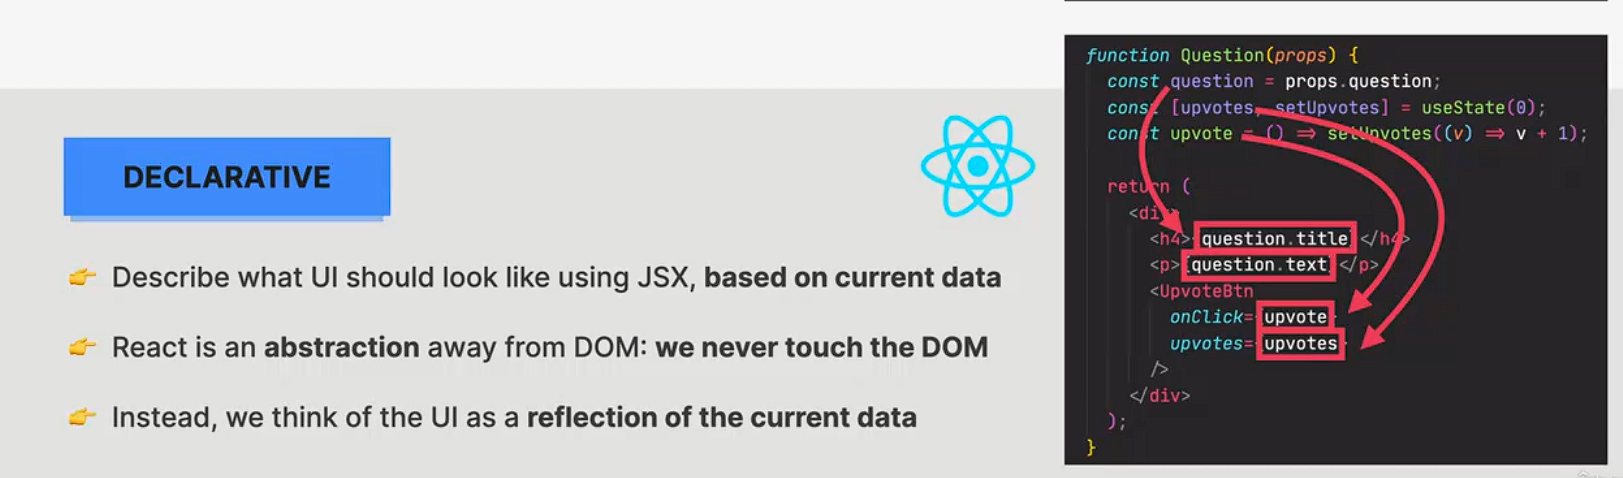 DECLARATIVE
👉 Describe what UI should look like using JSX, based on current data
👉 React is an abstraction away from DOM: we never touch the DOM
👉 Instead, we think of the UI as a reflection of the current data
function Question(props) {
const question = props.question;
const [upvotes, setUpvotes] = useState(0);
const upvote = () => setUpvotes((v) => v + 1);
return (
<div>
<h4>{question.title}</h4>
<p>{question.text}</p>
<UpvoteBtn
onClick={upvote}
upvotes={upvotes}
/>
</div>
);
}